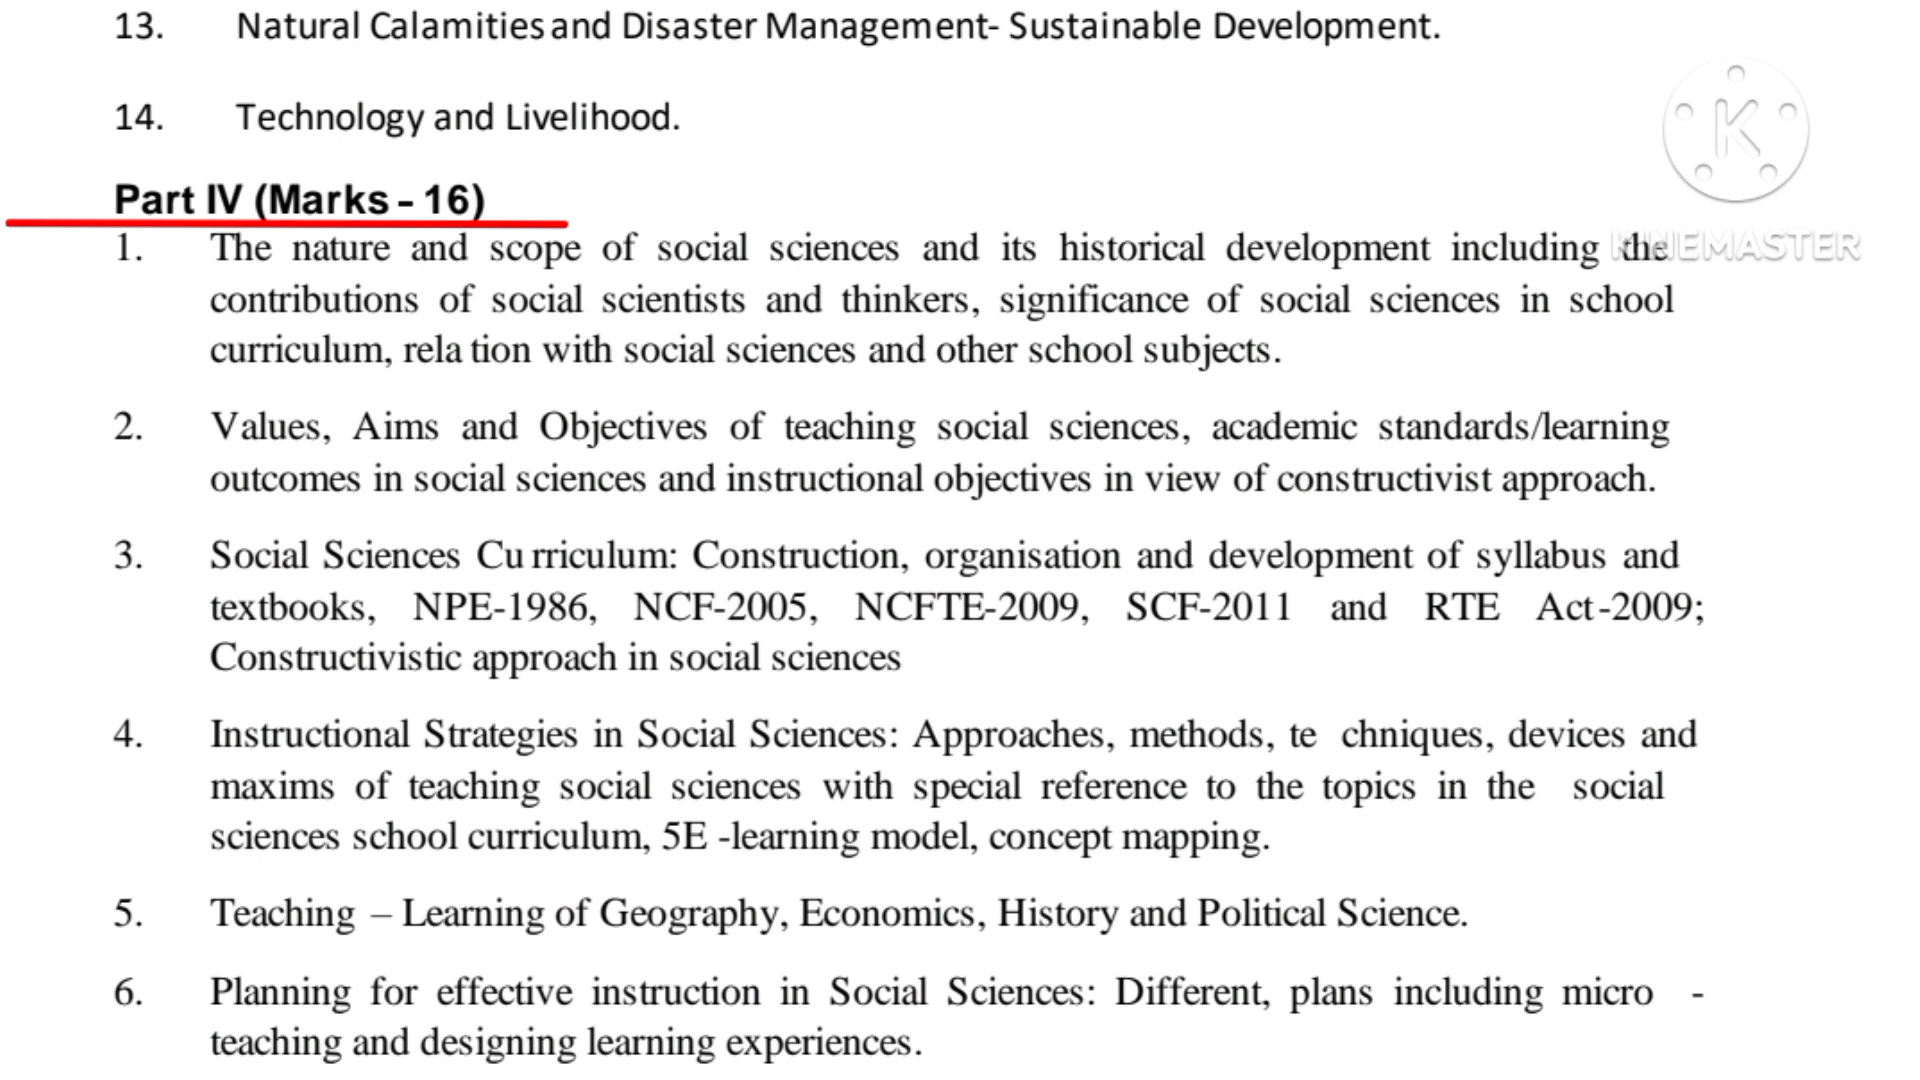 13. Natural Calamities and Disaster Management- Sustainable Development.
14. Technology and Livelihood.
K
KINEMASTER
Part IV (Marks - 16)
1. The nature and scope of social sciences and its historical development including the
contributions of social scientists and thinkers, significance of social sciences in school
curriculum, rela tion with social sciences and other school subjects.
2. Values, Aims and Objectives of teaching social sciences, academic standards/learning
outcomes in social sciences and instructional objectives in view of constructivist approach.
3. Social Sciences Cu rriculum: Construction, organisation and development of syllabus and
textbooks, NPE-1986, NCF-2005, NCFTE-2009, SCF-2011 and RTE Act-2009;
Constructivistic approach in social sciences
4. Instructional Strategies in Social Sciences: Approaches, methods, te chniques, devices and
maxims of teaching social sciences with special reference to the topics in the social
sciences school curriculum, 5E -learning model, concept mapping.
5. Teaching – Learning of Geography, Economics, History and Political Science.
6. Planning for effective instruction in Social Sciences: Different, plans including micro -
teaching and designing learning experiences.